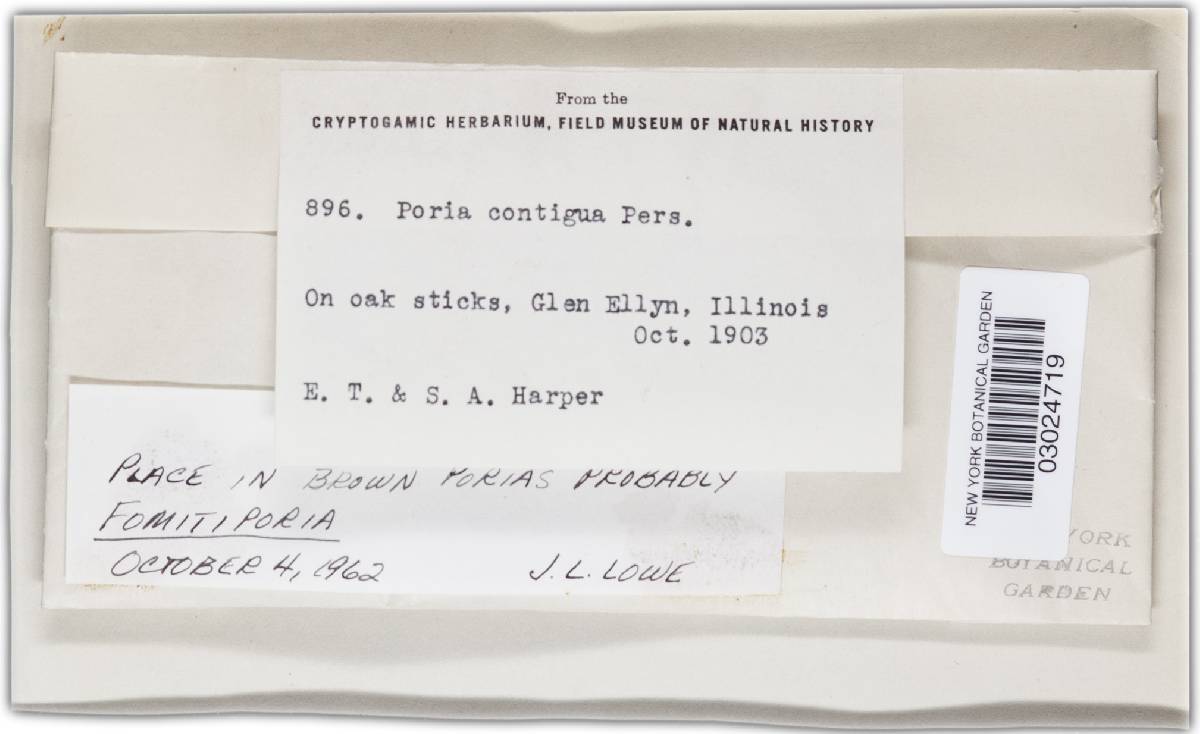 From the
CRYPTOGAMIC HERBARIUM, FIELD MUSEUM OF NATURAL HISTORY
896. Poria contigua Pers.
On oak sticks, Glen Ellyn, Illinois
Oct. 1903
E. T. & S. A. Harper
PLACE IN BROWN PORIAS PROBABLY
FOMITIPORIA
OCTOBER 4, 1962 J. L. LOWE
NEW YORK BOTANICAL GARDEN
03024719
YORK
BOTANICAL
GARDEN